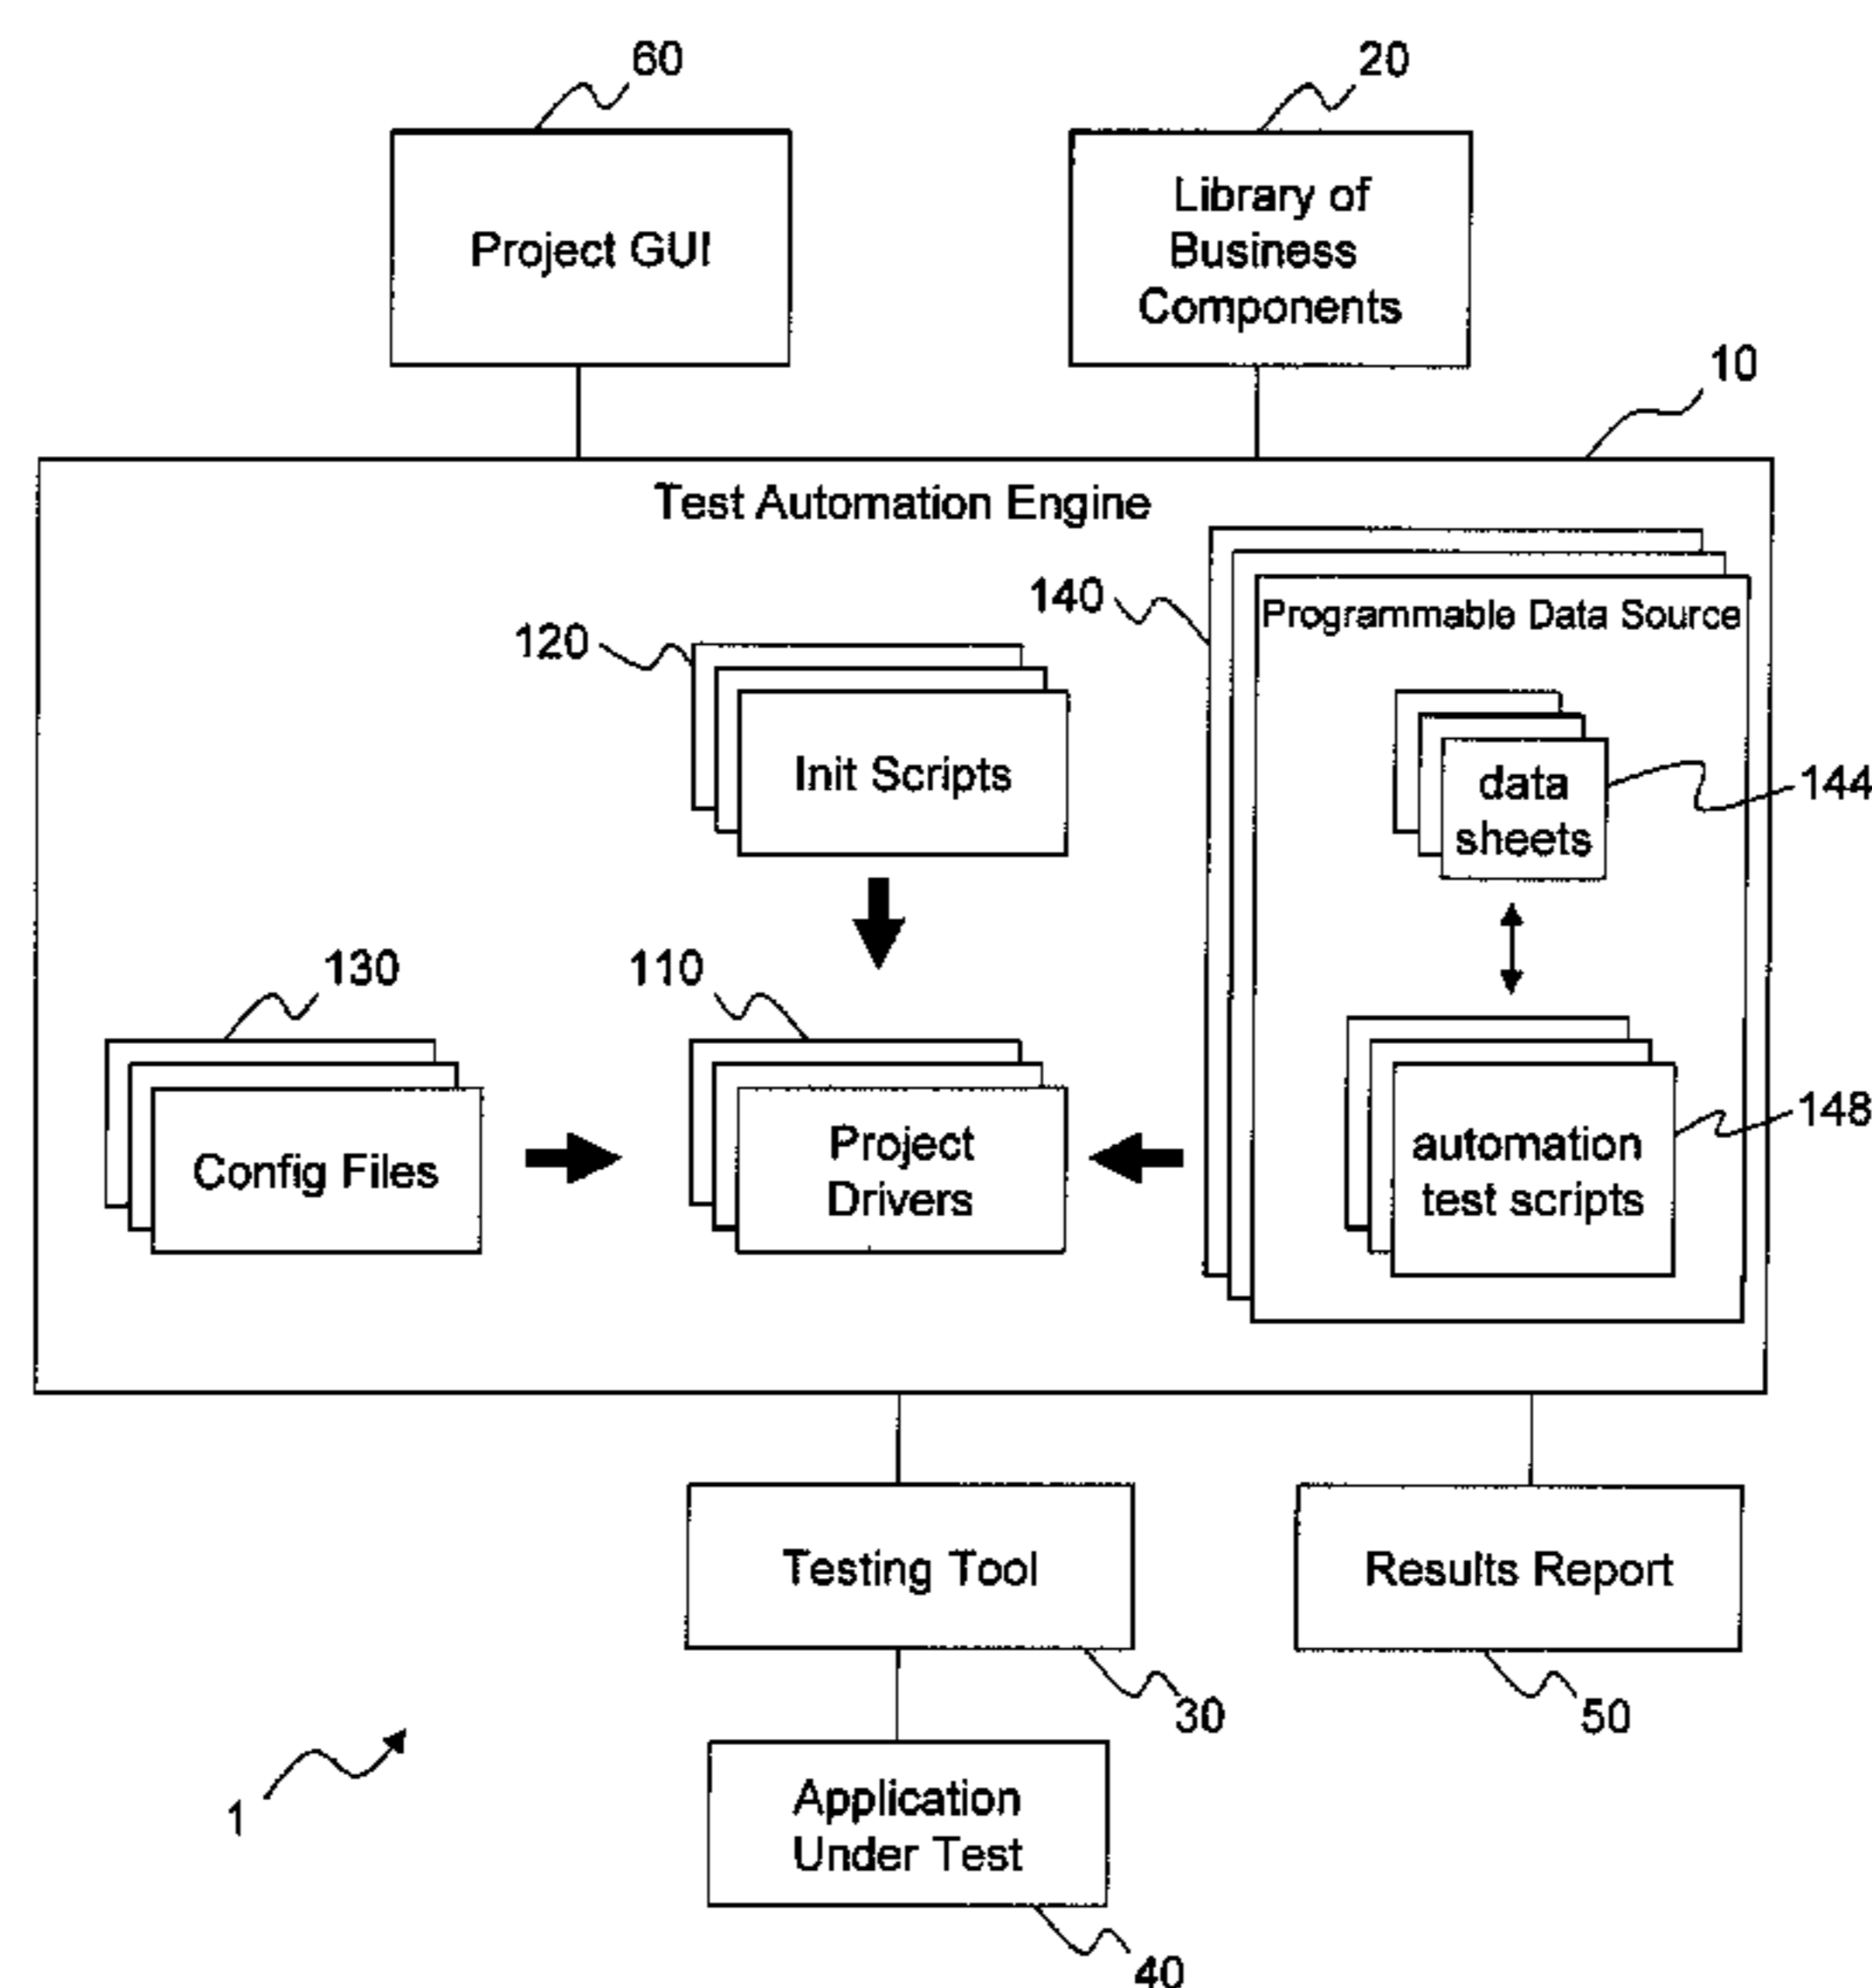 60
20
Project GUI
Library of
Business
Components
10
Test Automation Engine
140
Programmable Data Source
120
Init Scripts
data
sheets
144
130
110
Config Files
Project
Drivers
automation
test scripts
148
Testing Tool
Results Report
30
50
1
Application
Under Test
40